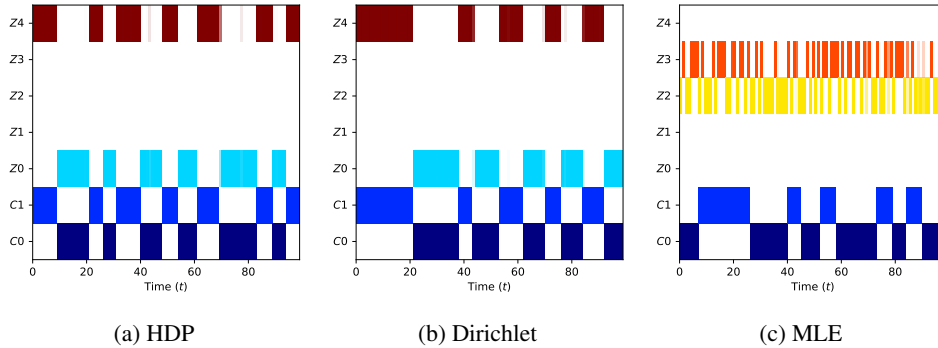 Z4
Z3
Z2
Z1
Z0
C1
C0
0 20 40 60 80
Time (t)
(a) HDP
Z4
Z3
Z2
Z1
Z0
C1
C0
0 20 40 60 80
Time (t)
(b) Dirichlet
Z4
Z3
Z2
Z1
Z0
C1
C0
0 20 40 60 80
Time (t)
(c) MLE